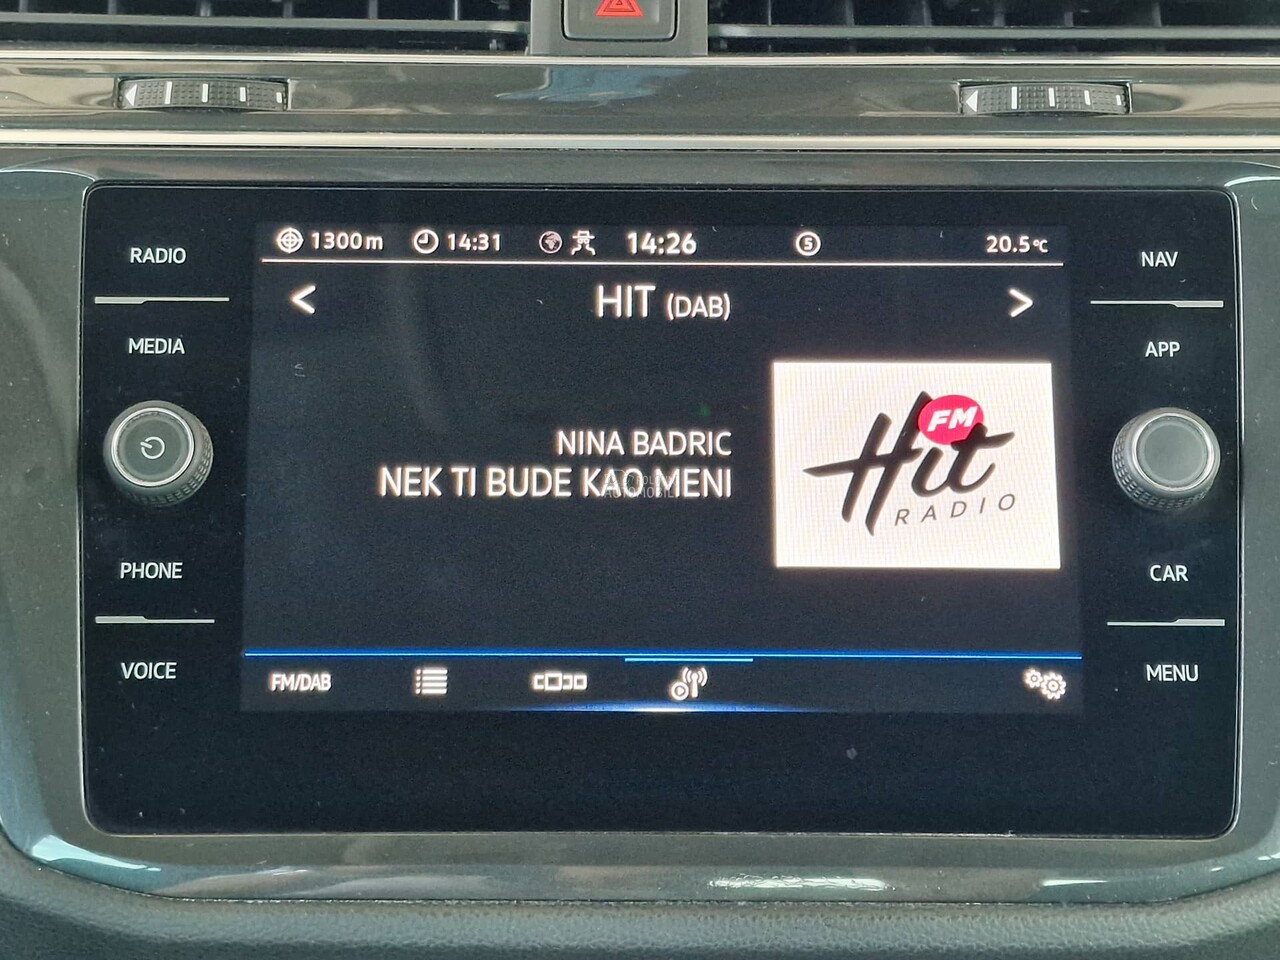 RADIO
MEDIA
PHONE
VOICE
1300m 14:31 14:26 5 20.5°C
< HIT (DAB) >
NINA BADRIC
NEK TI BUDE KAO MENI
FM
Hit
RADIO
FM/DAB
NAV
APP
CAR
MENU